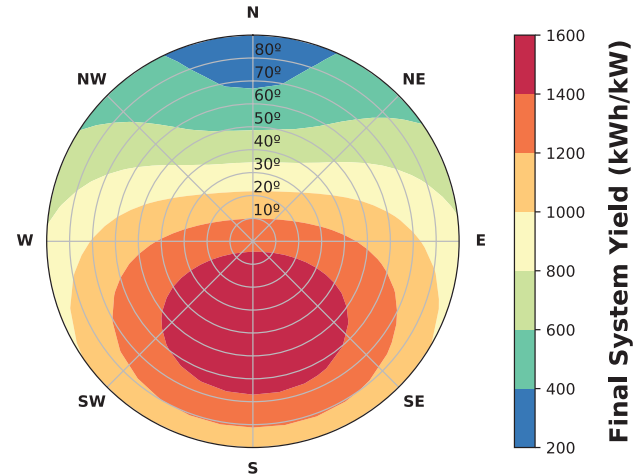 N
NW
NE
80º
70º
60º
50º
40º
30º
20º
10º
W
E
SW
SE
S
1600
1400
1200
1000
800
600
400
200
Final System Yield (kWh/kW)